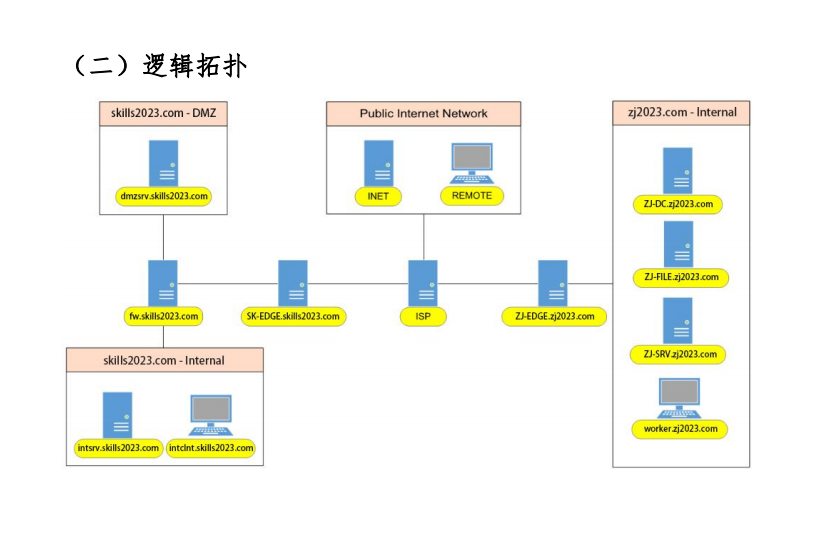 （二）逻辑拓扑
skills2023.com - DMZ
dmzsrv.skills2023.com
Public Internet Network
INET
REMOTE
zj2023.com - Internal
ZJ-DC.zj2023.com
ZJ-FILE.zj2023.com
ZJ-SRV.zj2023.com
worker.zj2023.com
fw.skills2023.com
SK-EDGE.skills2023.com
ISP
ZJ-EDGE.zj2023.com
skills2023.com - Internal
intsrv.skills2023.com
intclnt.skills2023.com